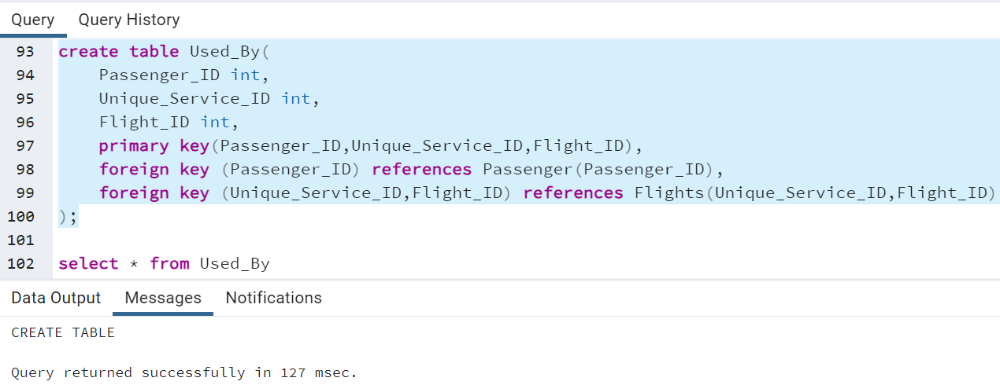 Query Query History
93 create table Used_By(
94 Passenger_ID int,
95 Unique_Service_ID int,
96 Flight_ID int,
97 primary key(Passenger_ID,Unique_Service_ID,Flight_ID),
98 foreign key (Passenger_ID) references Passenger(Passenger_ID),
99 foreign key (Unique_Service_ID,Flight_ID) references Flights(Unique_Service_ID,Flight_ID)
100 );
101
102 select * from Used_By
Data Output Messages Notifications
CREATE TABLE
Query returned successfully in 127 msec.